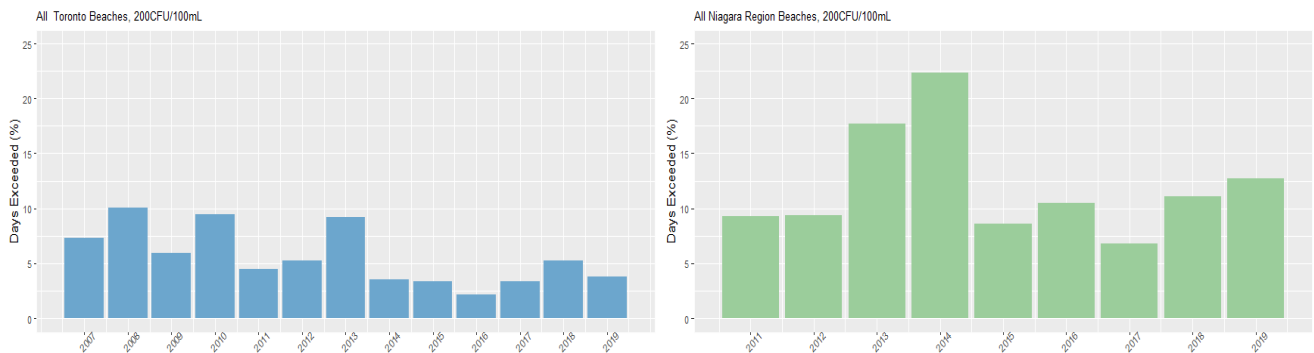 All Toronto Beaches, 200CFU/100mL
Days Exceeded (%)
25
20
15
10
5
0
2007 2008 2009 2010 2011 2012 2013 2014 2015 2016 2017 2018 2019
All Niagara Region Beaches, 200CFU/100mL
Days Exceeded (%)
25
20
15
10
5
0
2011 2012 2013 2014 2015 2016 2017 2018 2019